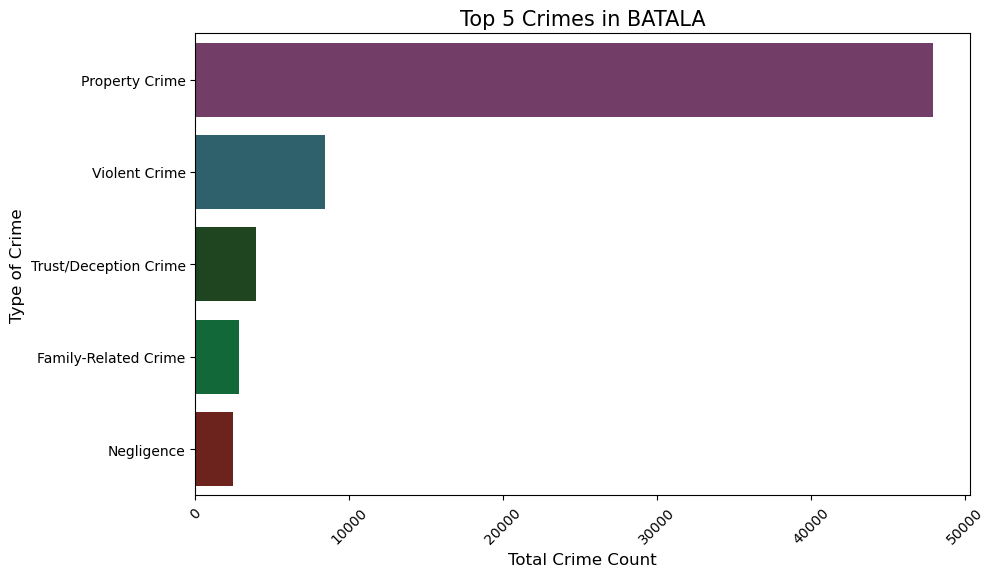 Top 5 Crimes in BATALA
Type of Crime
Property Crime
Violent Crime
Trust/Deception Crime
Family-Related Crime
Negligence
0
10000
20000
30000
40000
50000
Total Crime Count